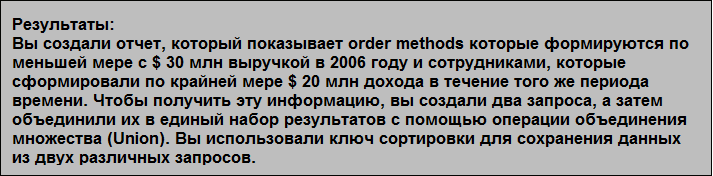 Результаты:
Вы создали отчет, который показывает order methods которые формируются по
меньшей мере с $ 30 млн выручкой в 2006 году и сотрудниками, которые
сформировали по крайней мере $ 20 млн дохода в течение того же периода
времени. Чтобы получить эту информацию, вы создали два запроса, а затем
объединили их в единый набор результатов с помощью операции объединения
множества (Union). Вы использовали ключ сортировки для сохранения данных
из двух различных запросов.